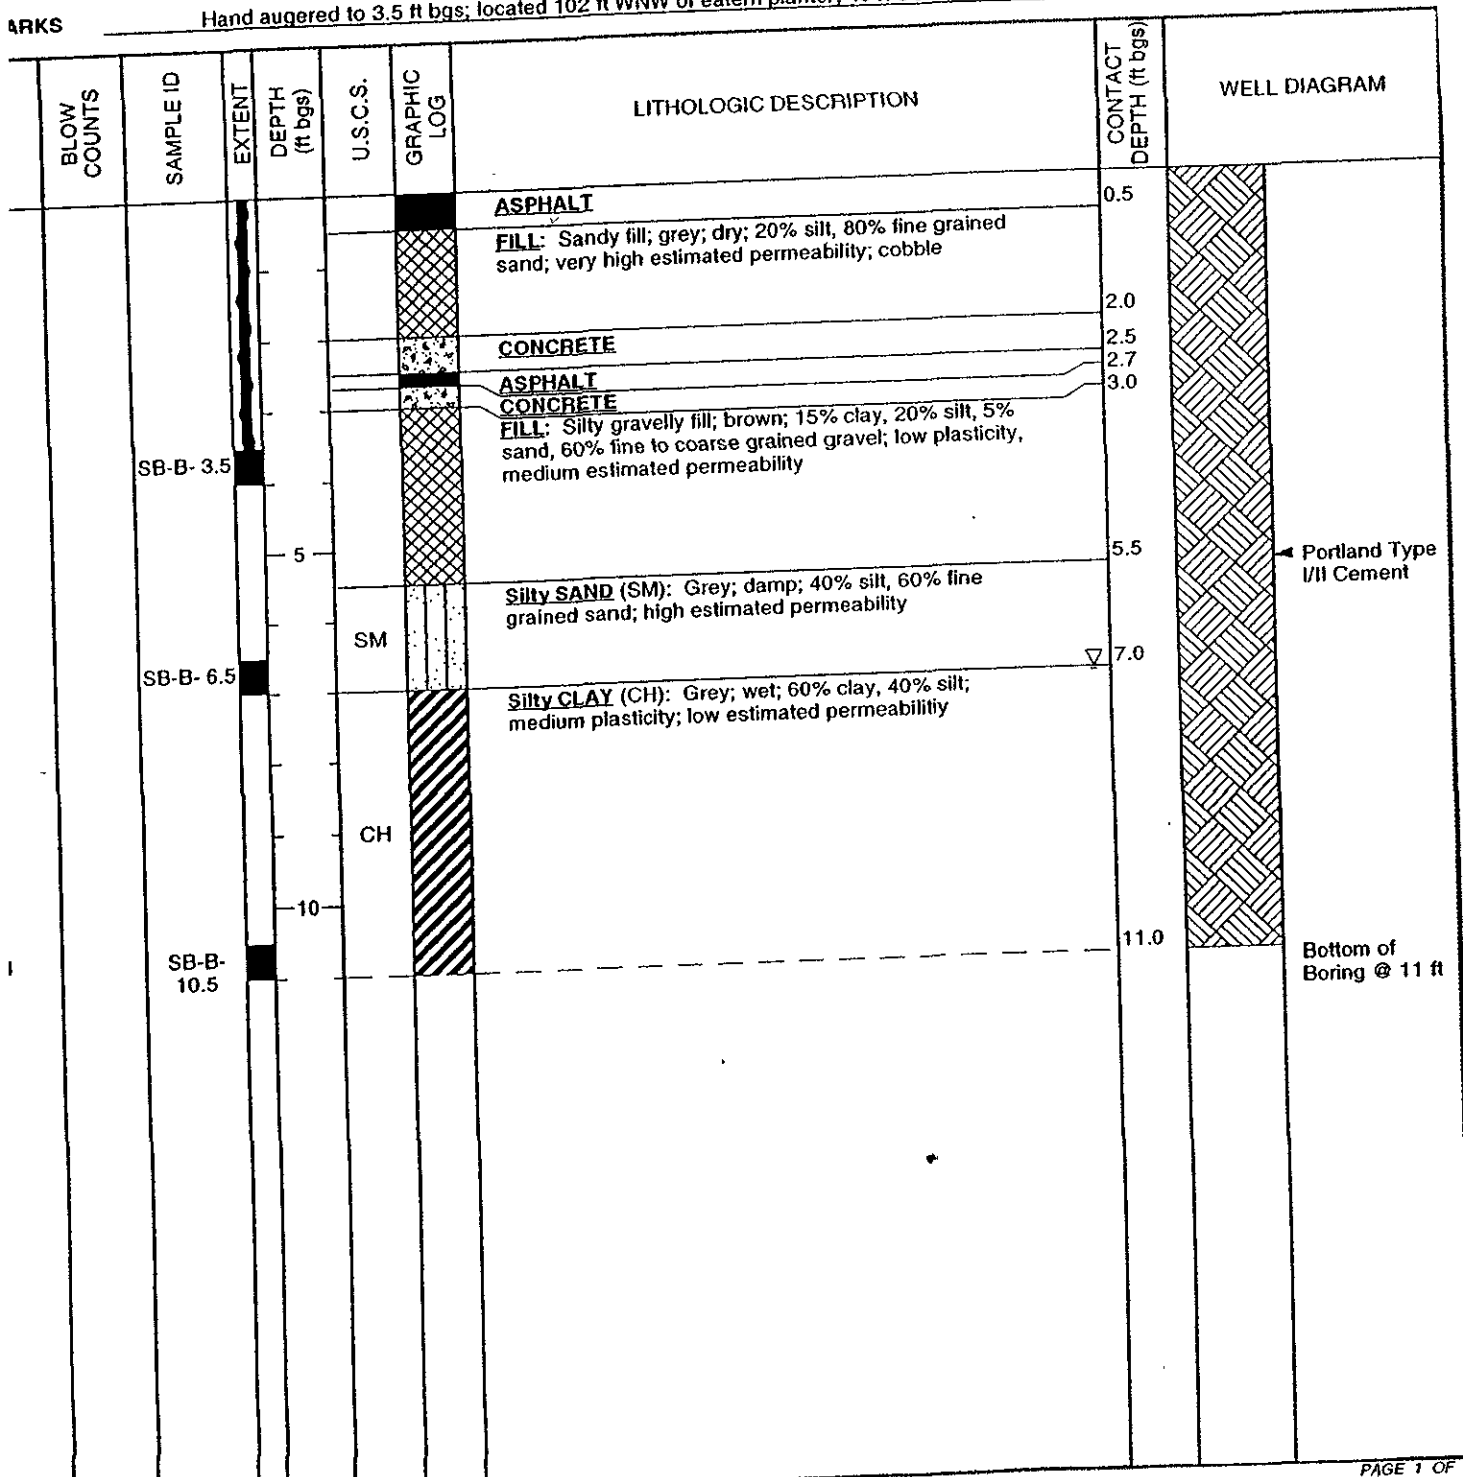 ARKS
Hand augered to 3.5 ft bgs; located 102 ft WNW of eatern planter,
BLOW COUNTS
SAMPLE ID
EXTENT
DEPTH (ft bgs)
U.S.C.S.
GRAPHIC LOG
LITHOLOGIC DESCRIPTION
CONTACT DEPTH (ft bgs)
WELL DIAGRAM
ASPHALT
0.5
FILL: Sandy fill; grey; dry; 20% silt, 80% fine grained
sand; very high estimated permeability; cobble
2.0
CONCRETE
2.5
ASPHALT
2.7
CONCRETE
3.0
FILL: Silty gravelly fill; brown; 15% clay, 20% silt, 5%
sand, 60% fine to coarse grained gravel; low plasticity,
medium estimated permeability
SB-B- 3.5
5
5.5
Portland Type
I/II Cement
Silty SAND (SM): Grey; damp; 40% silt, 60% fine
grained sand; high estimated permeability
SM
7.0
SB-B- 6.5
Silty CLAY (CH): Grey; wet; 60% clay, 40% silt;
medium plasticity; low estimated permeabilitiy
CH
10
11.0
SB-B-
10.5
Bottom of
Boring @ 11 ft
PAGE 1 OF